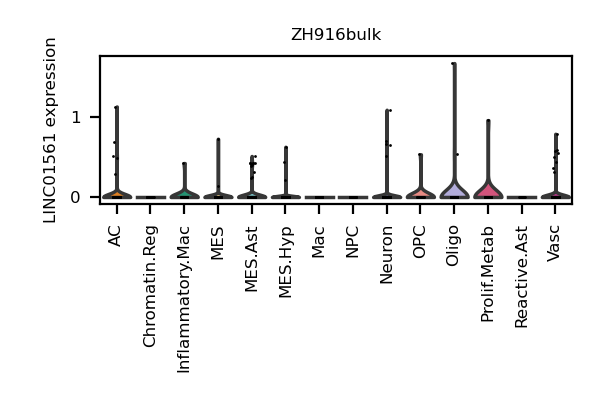 ZH916bulk
LINC01561 expression
1
0
AC
Chromatin.Reg
Inflammatory.Mac
MES
MES.Ast
MES.Hyp
Mac
NPC
Neuron
OPC
Oligo
Prolif.Metab
Reactive.Ast
Vasc